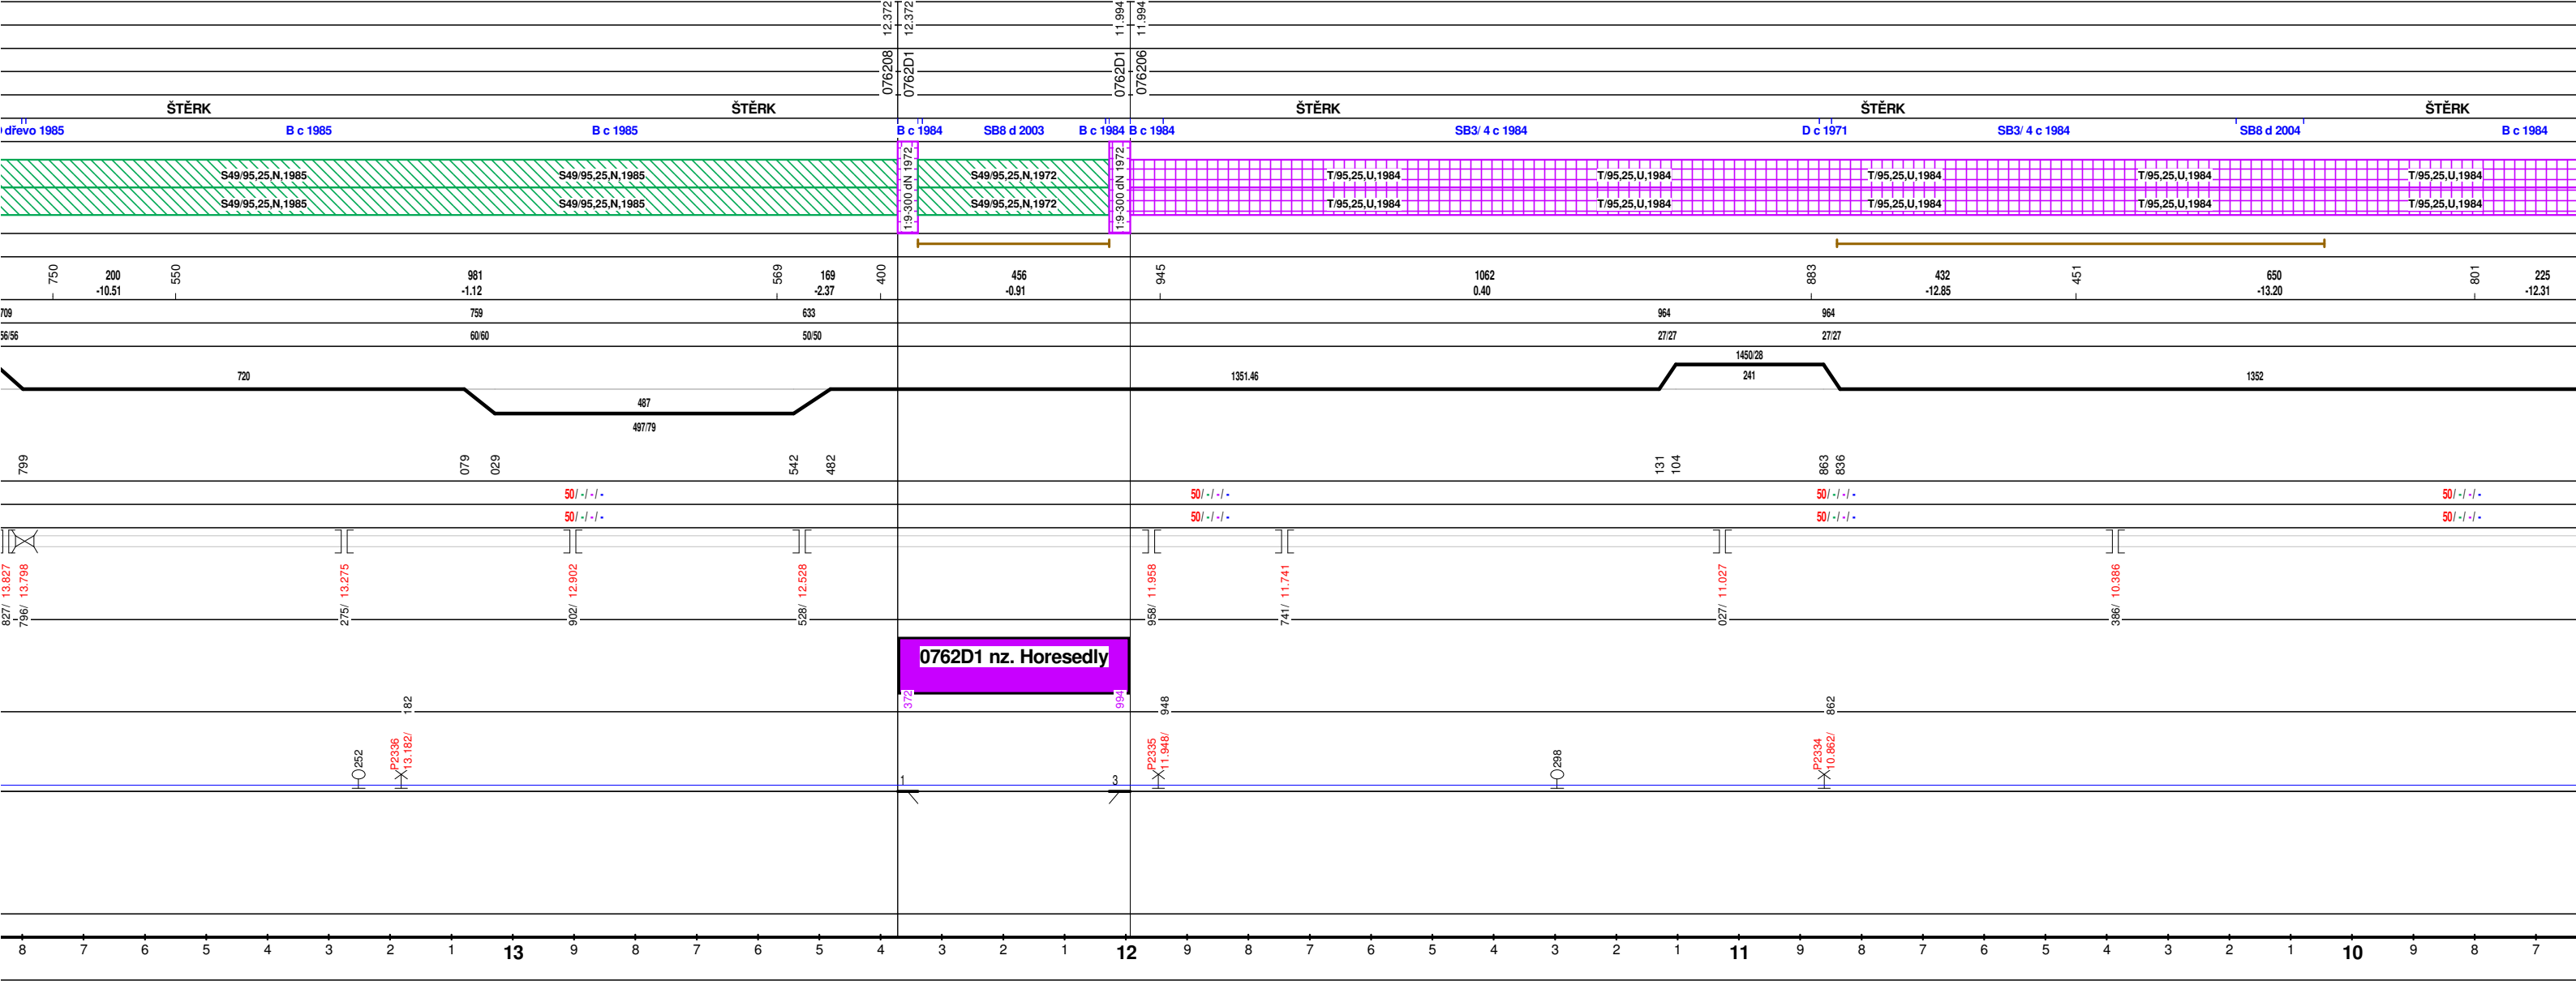 12.372 12.372 11.994 11.994
076208 0762D1 0762D1 076206
ŠTĚRK ŠTĚRK ŠTĚRK ŠTĚRK ŠTĚRK
dřevo 1985 B c 1985 B c 1985 B c 1984 SB8 d 2003 B c 1984 B c 1984 SB3/ 4 c 1984 D c 1971 SB3/ 4 c 1984 SB8 d 2004 B c 1984
1:9-300 dN 1972 1:9-300 dN 1972
S49/95,25,N,1985 S49/95,25,N,1985 S49/95,25,N,1972 T/95,25,U,1984 T/95,25,U,1984 T/95,25,U,1984 T/95,25,U,1984 T/95,25,U,1984
S49/95,25,N,1985 S49/95,25,N,1985 S49/95,25,N,1972 T/95,25,U,1984 T/95,25,U,1984 T/95,25,U,1984 T/95,25,U,1984 T/95,25,U,1984
750 200 550 981 569 169 400 456 945 1062 883 432 451 650 801 225
-10.51 -1.12 -2.37 -0.91 0.40 -12.85 -13.20 -12.31
709 759 633 964 964
56/56 60/60 50/50 27/27 27/27
1450/28
720 1351.46 241 1352
487
497/79
799 079 029 542 482 131 104 863 836
50/-/-/- 50/-/-/- 50/-/-/- 50/-/-/-
50/-/-/- 50/-/-/- 50/-/-/- 50/-/-/-
827/ 13.827 796/ 13.798 275/ 13.275 902/ 12.902 528/ 12.528 958/ 11.958 741/ 11.741 027/ 11.027 386/ 10.386
0762D1 nz. Horesedly
372 994
182 948 862
252 P2336 13.182/ P2335 11.948/ 298 P2334 10.862/
1 3
8 7 6 5 4 3 2 1 13 9 8 7 6 5 4 3 2 1 12 9 8 7 6 5 4 3 2 1 11 9 8 7 6 5 4 3 2 1 10 9 8 7